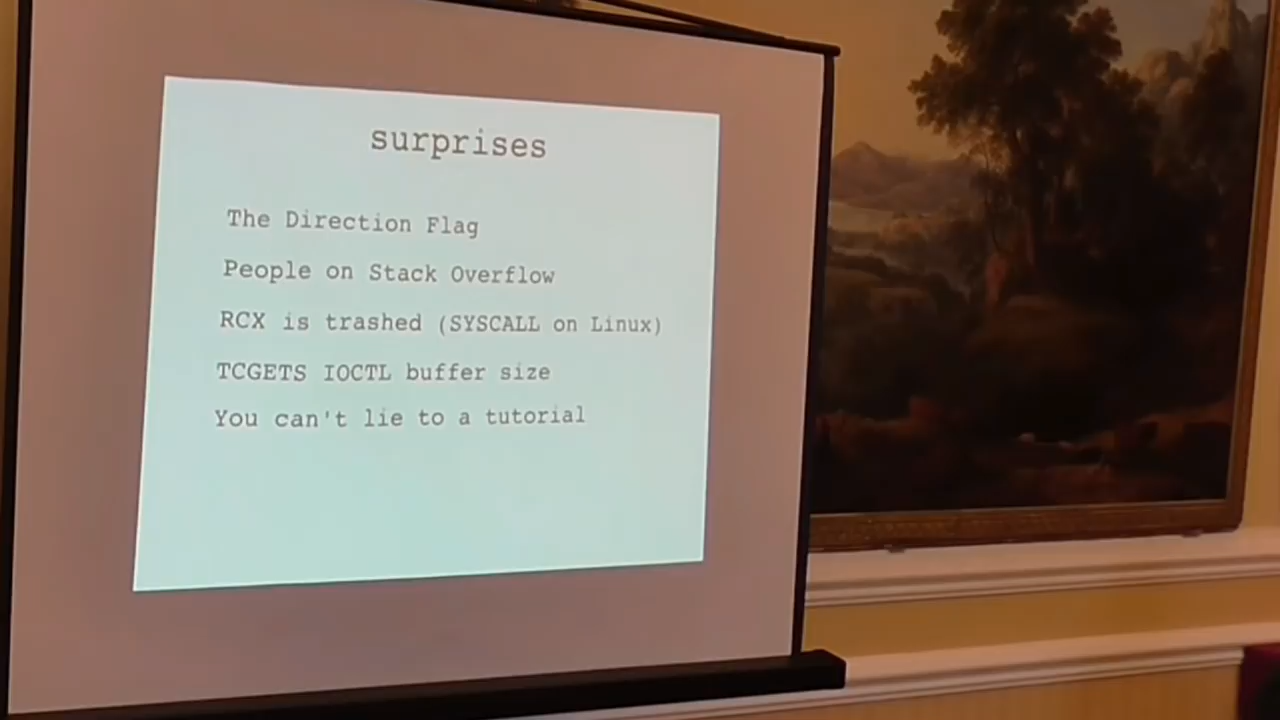 surprises
The Direction Flag
People on Stack Overflow
RCX is trashed (SYSCALL on Linux)
TCGETS IOCTL buffer size
You can't lie to a tutorial